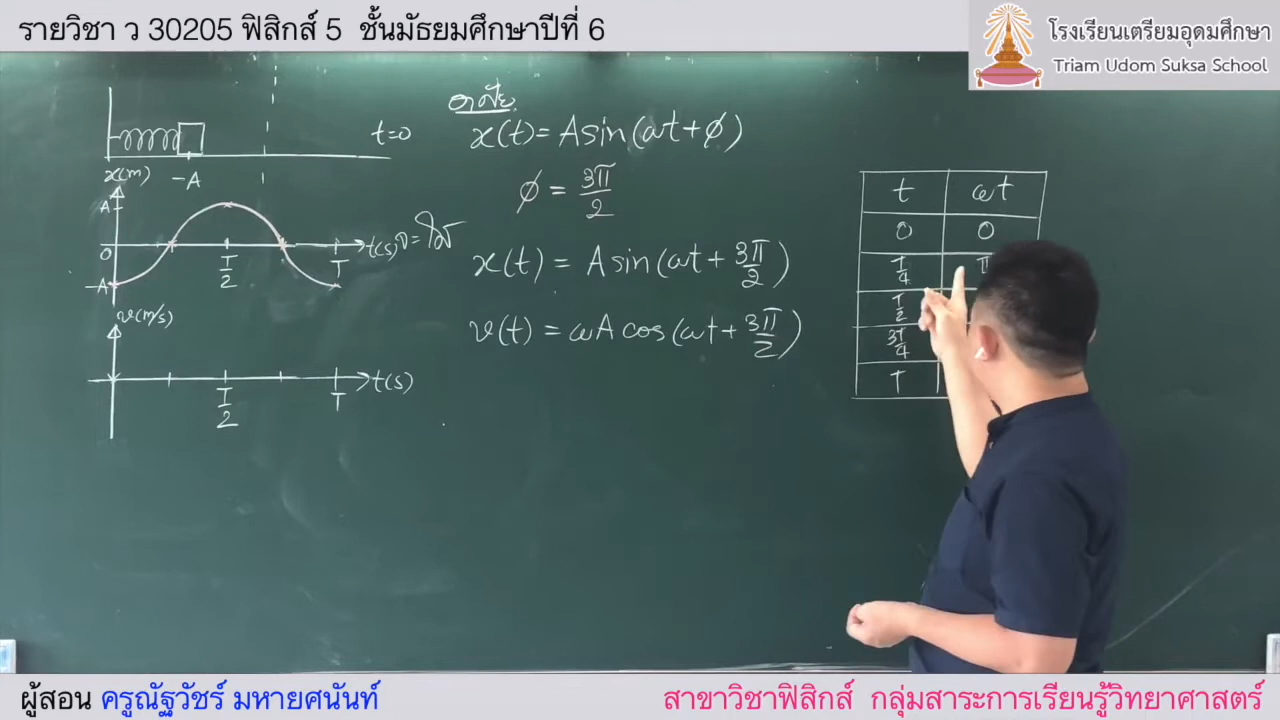 รายวิชา ว 30205 ฟิสิกส์ 5 ชั้นมัธยมศึกษาปีที่ 6
โรงเรียนเตรียมอุดมศึกษา
Triam Udom Suksa School
t=0
-A
x(m)
A
0
-A
t(s)
T/2
T
v(m/s)
t(s)
T/2
T
x(t)=Asin(ωt+φ)
φ = 3π/2
x(t) = Asin(ωt + 3π/2)
v(t) = ωA cos(ωt + 3π/2)
t ωt
0 0
T/4 π
T/2
3T/4
T
ผู้สอน ครูณัฐวัชร์ มหายศนันท์
สาขาวิชาฟิสิกส์ กลุ่มสาระการเรียนรู้วิทยาศาสตร์